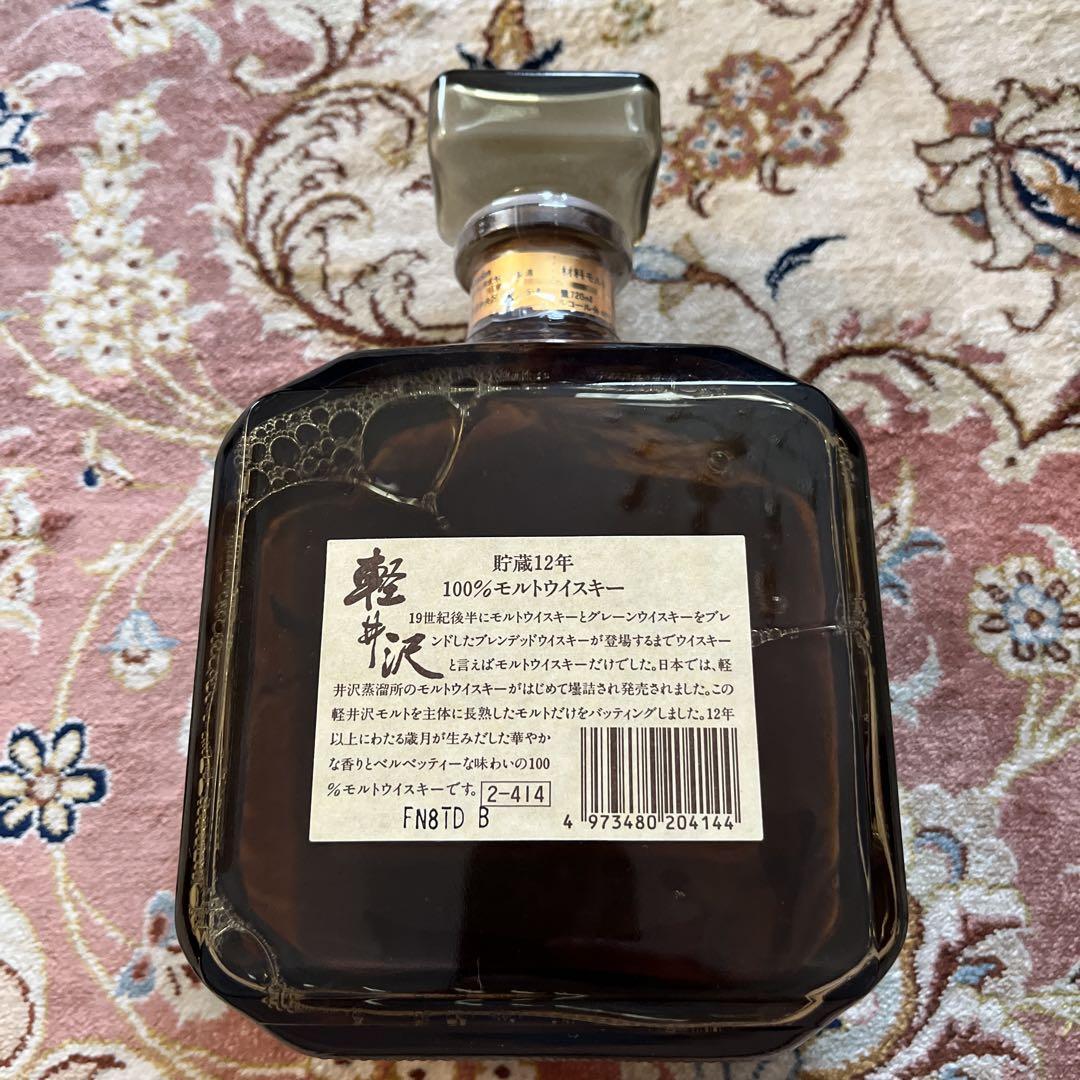 材料モルト
量720ml
軽井沢
貯蔵12年
100%モルトウイスキー
19世紀後半にモルトウイスキーとグレーンウイスキーをブレ
ンドしたブレンデッドウイスキーが登場するまでウイスキー
と言えばモルトウイスキーだけでした。日本では、軽
井沢蒸溜所のモルトウイスキーがはじめて壜詰され発売されました。この
軽井沢モルトを主体に長熟したモルトだけをバッティングしました。12年
以上にわたる歳月が生みだした華やか
な香りとベルベッティーな味わいの100
%モルトウイスキーです。 2-414
FN8TD B
4 973480 204144